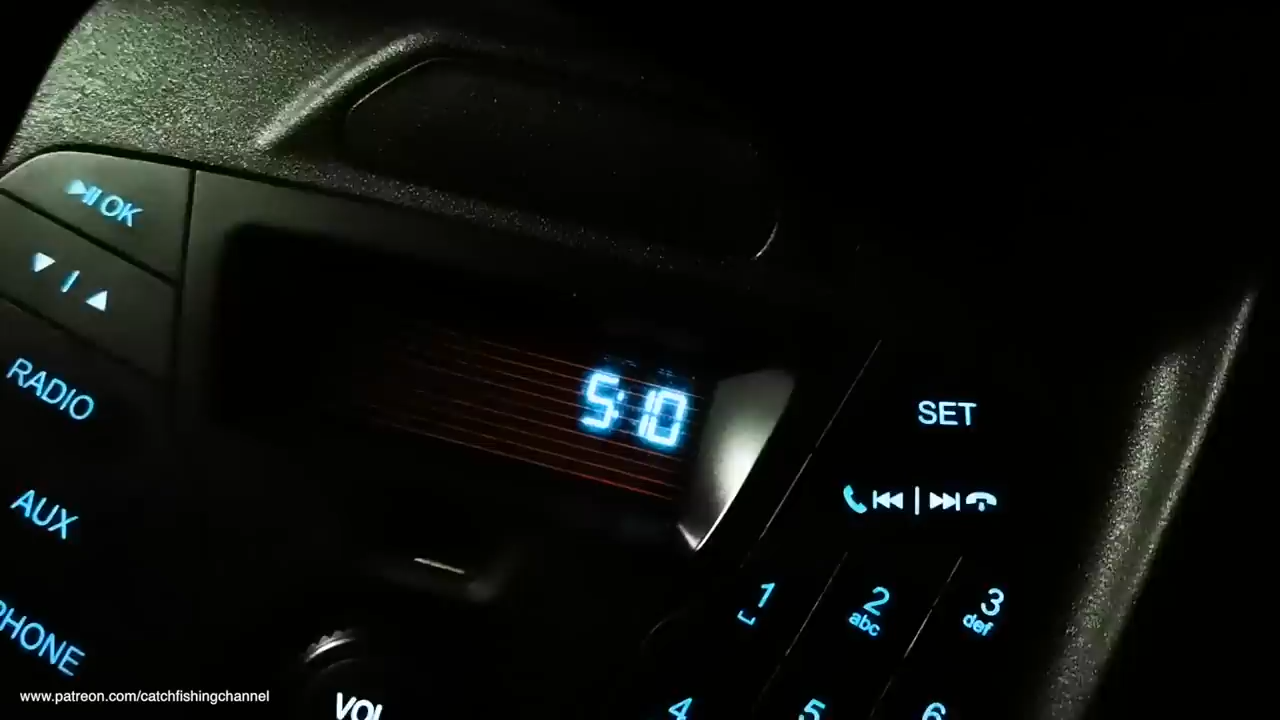 OK
RADIO
AUX
PHONE
www.patreon.com/catchfishingchannel
VOL
5:10
SET
1
2
abc
3
def
4
5
6